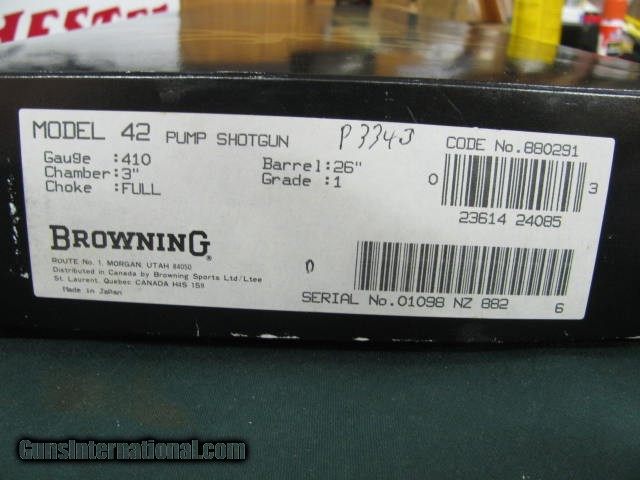 MODEL 42 PUMP SHOTGUN
Gauge :410
Chamber:3"
Choke :FULL
Barrel:26"
Grade :1
CODE No.880291
0
3
23614 24085
BROWNING
ROUTE No. 1, MORGAN, UTAH 84050
Distributed in Canada by Browning Sports Ltd/Ltee
St. Laurent, Quebec CANADA H4S 1S9
Made in Japan
SERIAL No.01098 NZ 882
6
GunsInternational.com